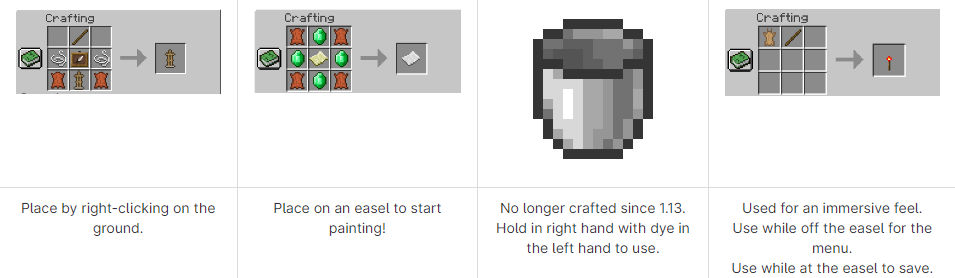 Crafting
Crafting
Crafting
Place by right-clicking on the
ground.
Place on an easel to start
painting!
No longer crafted since 1.13.
Hold in right hand with dye in
the left hand to use.
Used for an immersive feel.
Use while off the easel for the
menu.
Use while at the easel to save.